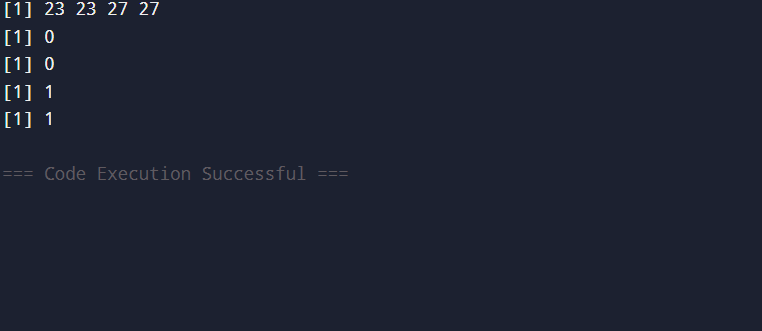 [1] 23 23 27 27
[1] 0
[1] 0
[1] 1
[1] 1
=== Code Execution Successful ===